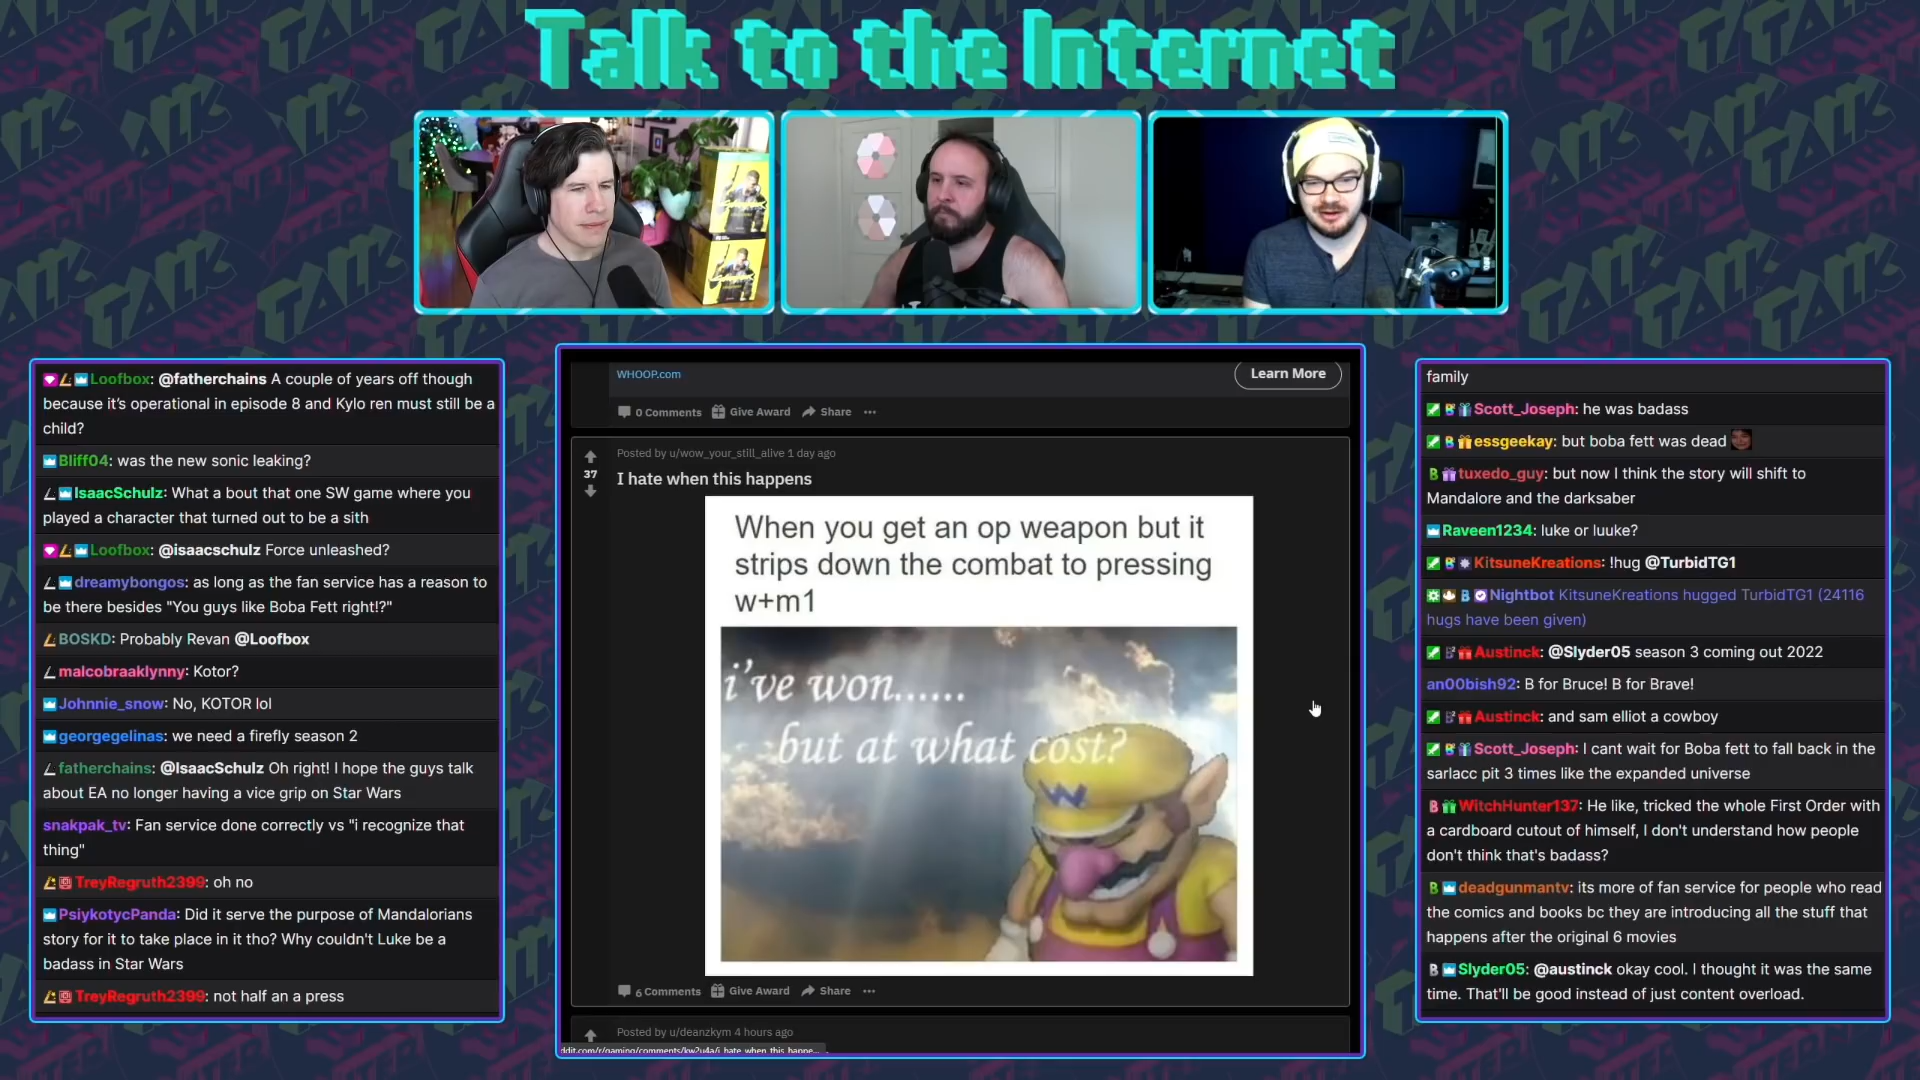 Talk to the Internet
Loofbox: @fatherchains A couple of years off though
because it's operational in episode 8 and Kylo ren must still be a
child?
Bliff04: was the new sonic leaking?
IsaacSchulz: What a bout that one SW game where you
played a character that turned out to be a sith
Loofbox: @isaacschulz Force unleashed?
dreamybongos: as long as the fan service has a reason to
be there besides "You guys like Boba Fett right!?"
BOSKD: Probably Revan @Loofbox
malcobraaklynny: Kotor?
Johnnie_snow: No, KOTOR lol
georgegelinas: we need a firefly season 2
fatherchains: @IsaacSchulz Oh right! I hope the guys talk
about EA no longer having a vice grip on Star Wars
snakpak_tv: Fan service done correctly vs "i recognize that
thing"
TreyRegruth2399: oh no
PsiykotycPanda: Did it serve the purpose of Mandalorians
story for it to take place in it tho? Why couldn't Luke be a
badass in Star Wars
TreyRegruth2399: not half an a press
WHOOP.com
Learn More
0 Comments Give Award Share
Posted by u/wow_your_still_alive 1 day ago
37
I hate when this happens
When you get an op weapon but it
strips down the combat to pressing
w+m1
i've won......
but at what cost?
W
6 Comments Give Award Share
Posted by u/deanzkym 4 hours ago
family
Scott_Joseph: he was badass
essgeekay: but boba fett was dead
tuxedo_guy: but now I think the story will shift to
Mandalore and the darksaber
Raveen1234: luke or luuke?
KitsuneKreations: !hug @TurbidTG1
Nightbot KitsuneKreations hugged TurbidTG1 (24116
hugs have been given)
Austinck: @Slyder05 season 3 coming out 2022
an00bish92: B for Bruce! B for Brave!
Austinck: and sam elliot a cowboy
Scott_Joseph: I cant wait for Boba fett to fall back in the
sarlacc pit 3 times like the expanded universe
WitchHunter137: He like, tricked the whole First Order with
a cardboard cutout of himself, I don't understand how people
don't think that's badass?
deadgunmantv: its more of fan service for people who read
the comics and books bc they are introducing all the stuff that
happens after the original 6 movies
Slyder05: @austinck okay cool. I thought it was the same
time. That'll be good instead of just content overload.